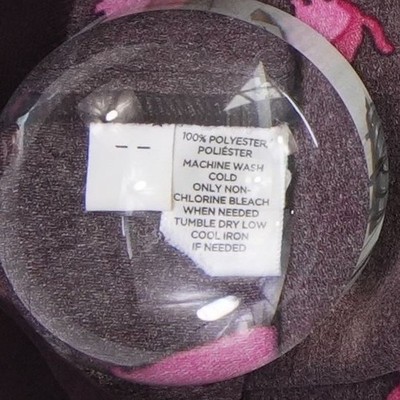 100% POLYESTER,
POLIÉSTER
MACHINE WASH
COLD
ONLY NON-
CHLORINE BLEACH
WHEN NEEDED
TUMBLE DRY LOW
COOL IRON
IF NEEDED